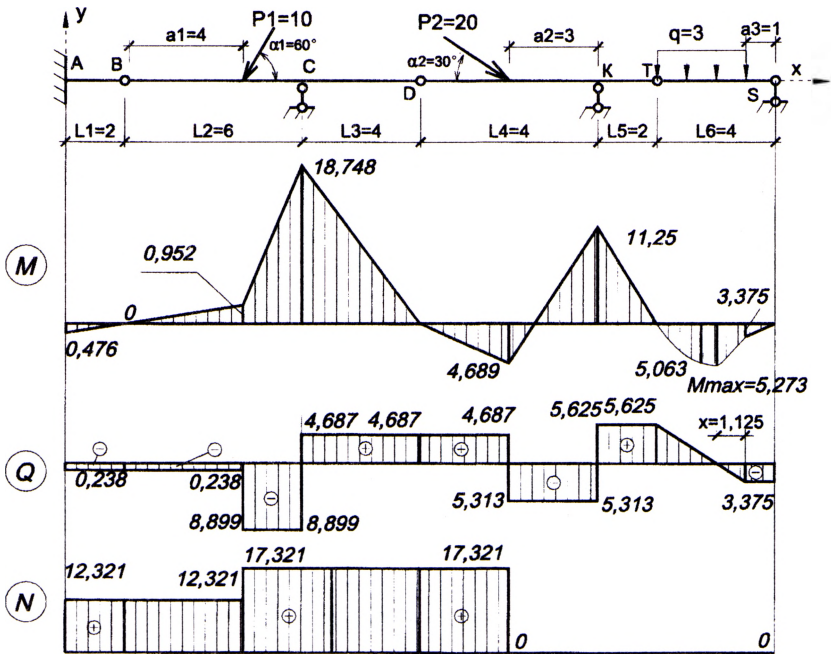 y
a1=4
P1=10
P2=20
a2=3
q=3
a3=1
α1=60°
α2=30°
A
B
C
D
K
T
S
x
L1=2
L2=6
L3=4
L4=4
L5=2
L6=4
18,748
0,952
11,25
M
0
3,375
0,476
4,689
5,063
Mmax=5,273
4,687
4,687
4,687
5,625
5,625
x=1,125
Q
0,238
0,238
5,313
5,313
3,375
8,899
8,899
12,321
12,321
17,321
17,321
N
0
0